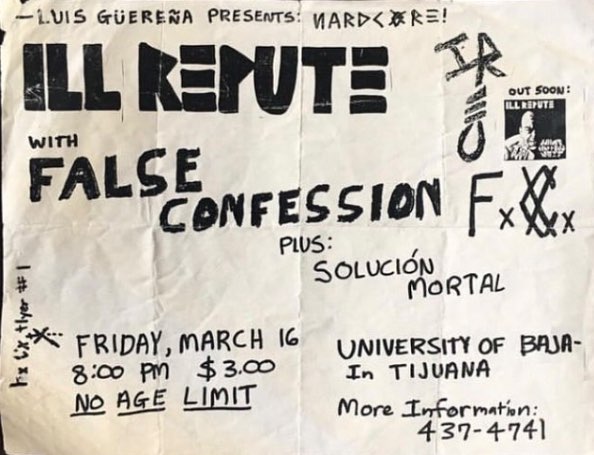 — LUIS GÜEREÑA PRESENTS: NARDCORE!
ILL REPUTE
IR
OUT SOON:
ILL REPUTE
WITH
FALSE
CONFESSION
FxCx
PLUS:
SOLUCIÓN
MORTAL
FxCx flyer #1
FRIDAY, MARCH 16
8:00 PM $3.00
NO AGE LIMIT
UNIVERSITY OF BAJA-
In TIJUANA
More Information:
437-4741